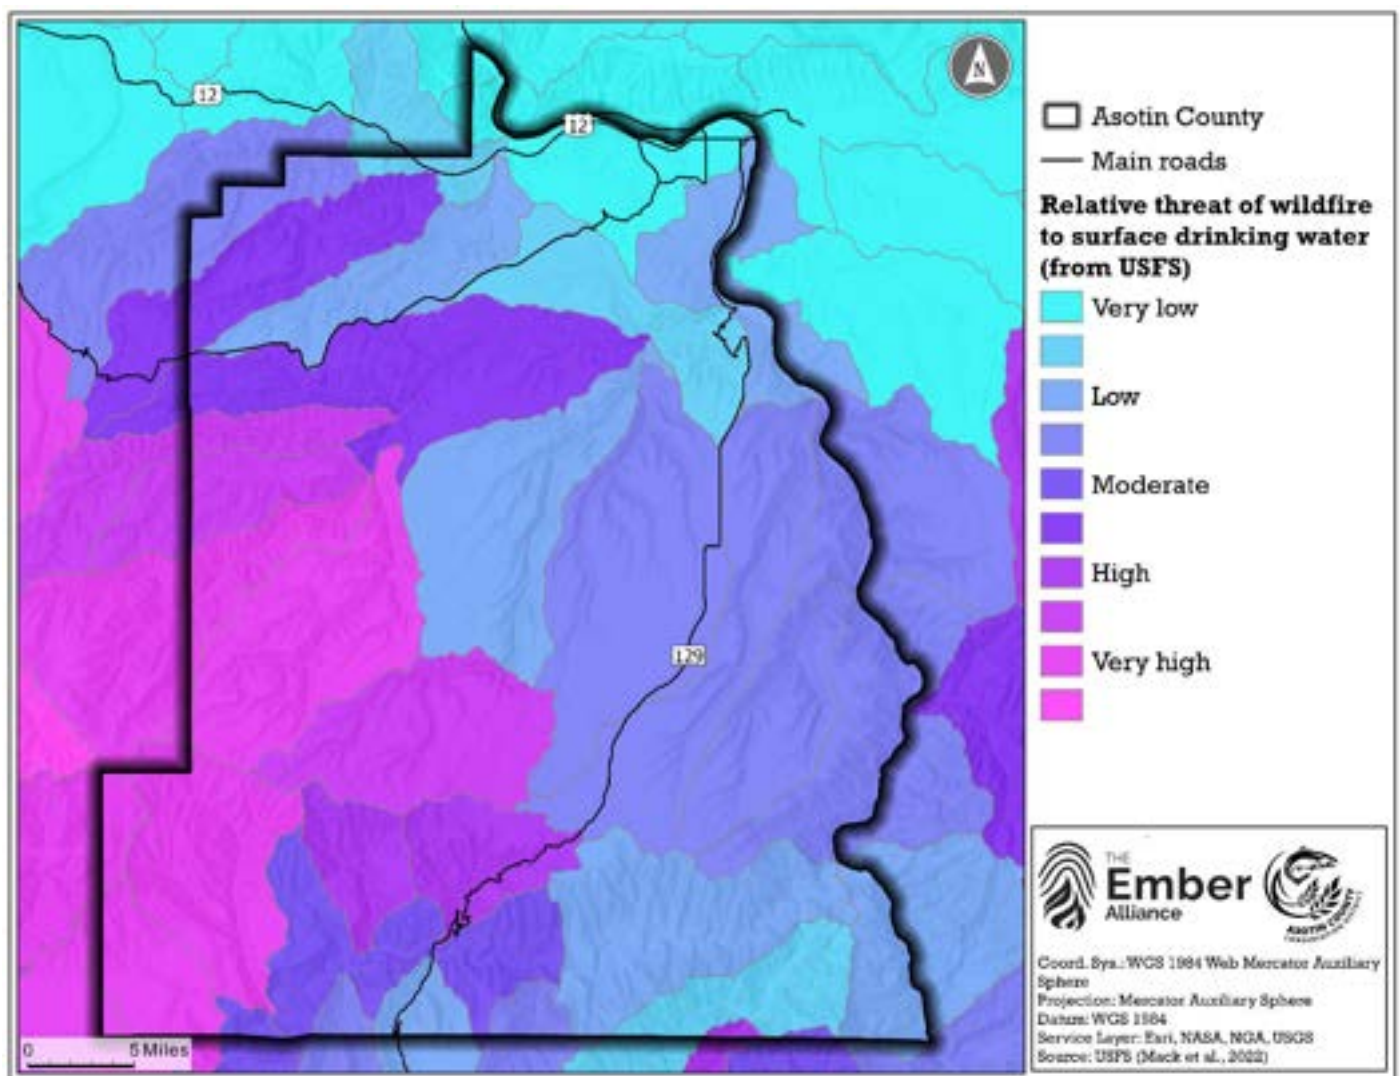 N
12
12
129
0 5 Miles
Asotin County
Main roads
Relative threat of wildfire
to surface drinking water
(from USFS)
Very low
Low
Moderate
High
Very high
THE
Ember
Alliance
ASOTIN COUNTY
Coord. Sys.: WGS 1984 Web Mercator Auxiliary
Sphere
Projection: Mercator Auxiliary Sphere
Datum: WGS 1984
Service Layer: Esri, NASA, NGA, USGS
Source: USFS (Mack et al., 2022)